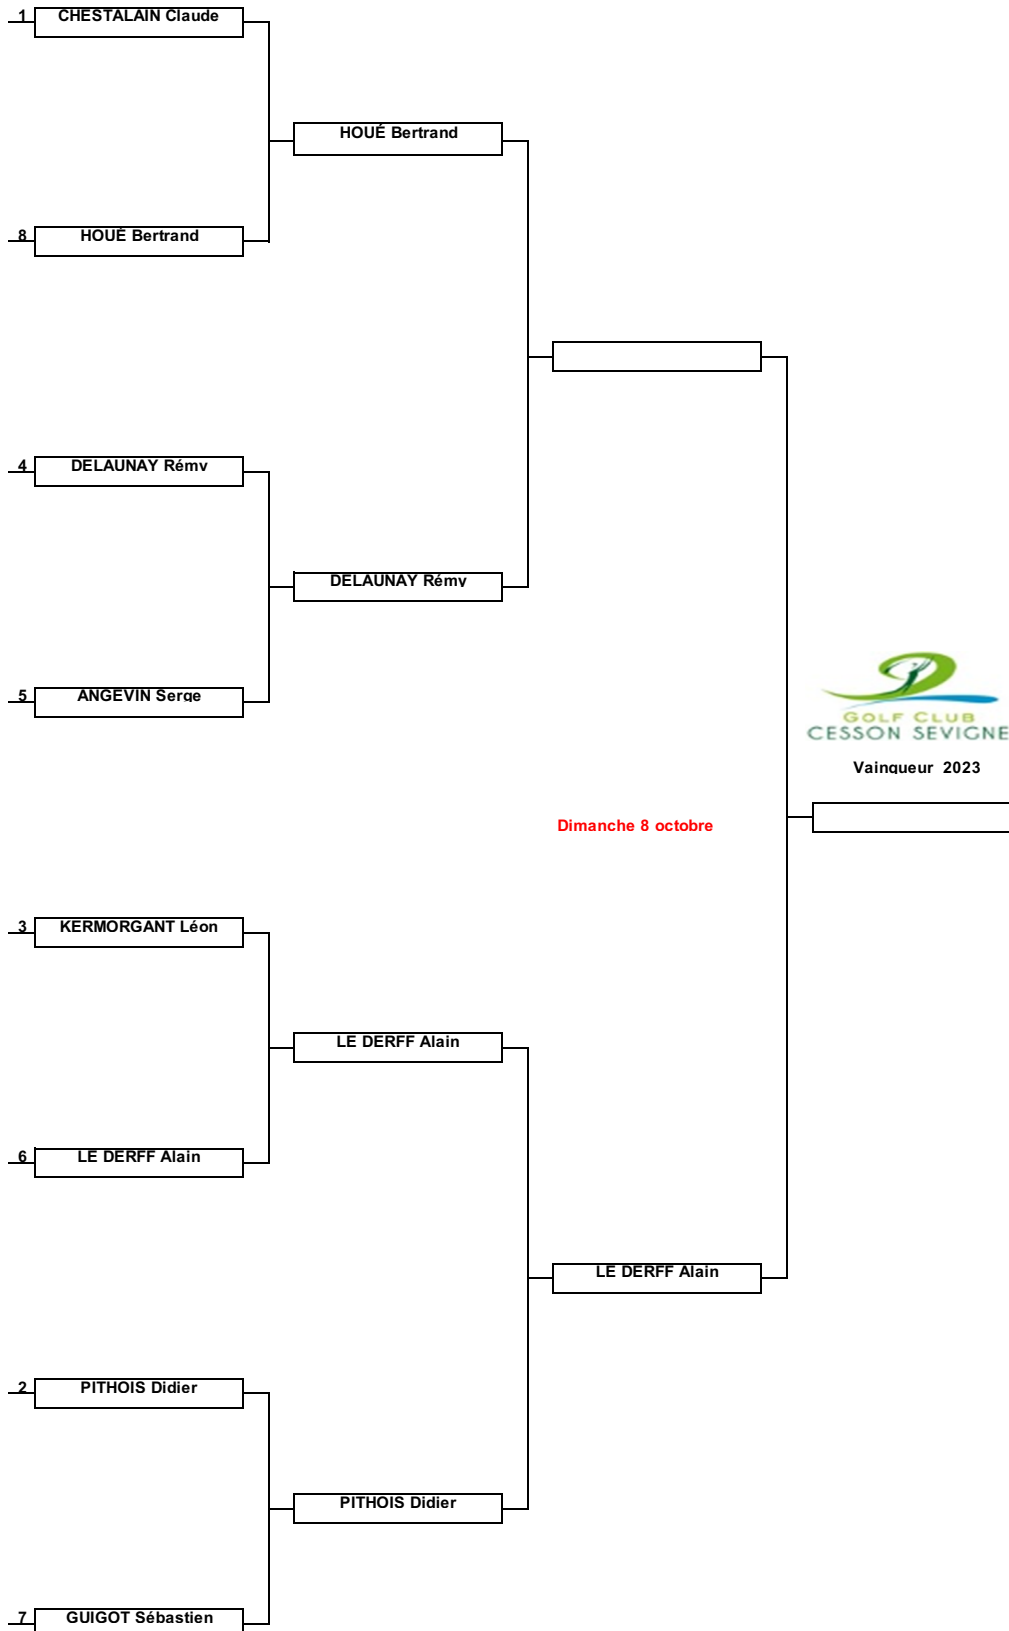 1 CHESTALAIN Claude
HOUÉ Bertrand
8 HOUÉ Bertrand
4 DELAUNAY Rémy
DELAUNAY Rémy
5 ANGEVIN Serge
GOLF CLUB
CESSON SEVIGNE
Vainqueur 2023
Dimanche 8 octobre
3 KERMORGANT Léon
LE DERFF Alain
6 LE DERFF Alain
LE DERFF Alain
2 PITHOIS Didier
PITHOIS Didier
7 GUIGOT Sébastien